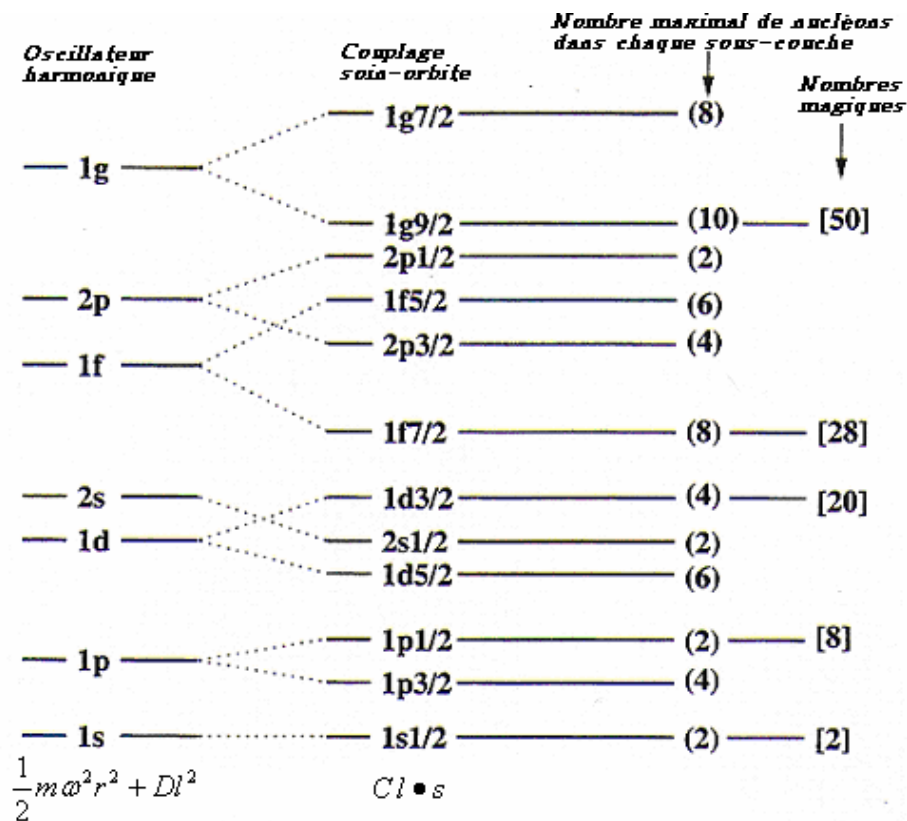 Nombre maximal de nucléons
dans chaque sous-couche
Oscillateur
harmonique
Couplage
soin-orbite
Nombres
magiques
1g7/2 (8)
1g
1g9/2 (10) [50]
2p1/2 (2)
2p 1f5/2 (6)
2p3/2 (4)
1f
1f7/2 (8) [28]
2s 1d3/2 (4) [20]
1d 2s1/2 (2)
1d5/2 (6)
1p1/2 (2) [8]
1p
1p3/2 (4)
1s 1s1/2 (2) [2]
1/2 mω²r² + Dl² Cl • s